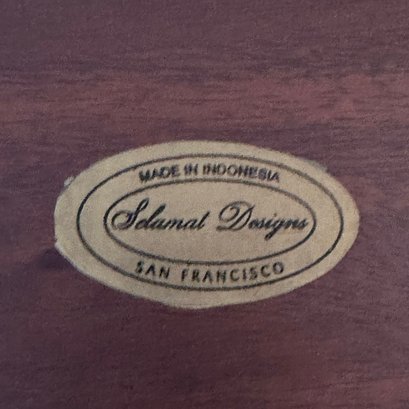 MADE IN INDONESIA
Selamat Designs
SAN FRANCISCO